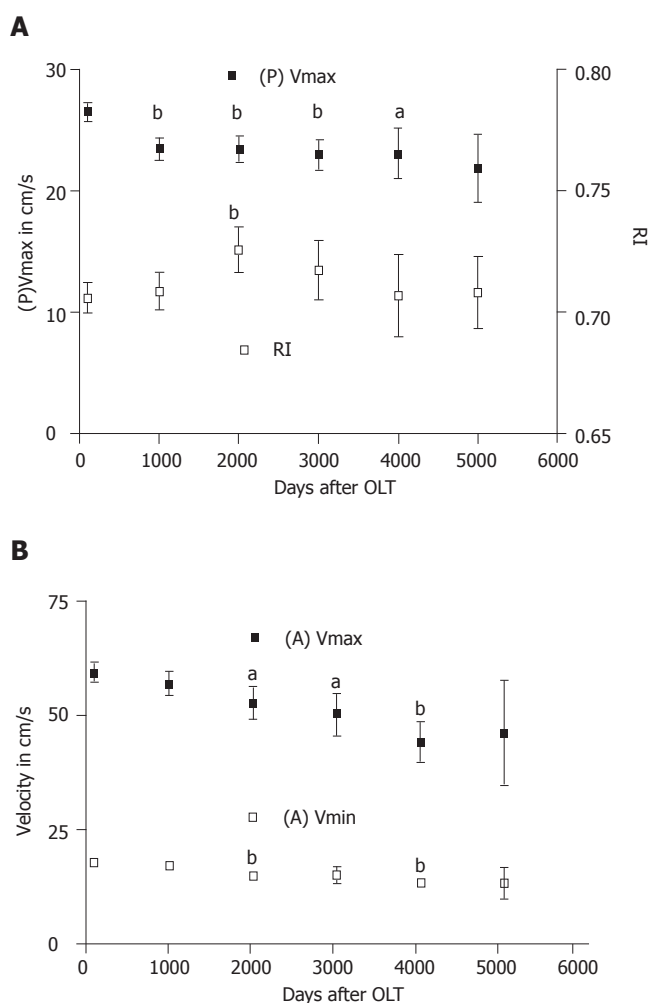 A
(P) Vmax
30
20
10
0
(P)Vmax in cm/s
b b b a
b
RI
0.80
0.75
0.70
0.65
RI
0 1000 2000 3000 4000 5000 6000
Days after OLT
B
75
50
25
0
Velocity in cm/s
(A) Vmax
a a b
(A) Vmin
b b
0 1000 2000 3000 4000 5000 6000
Days after OLT